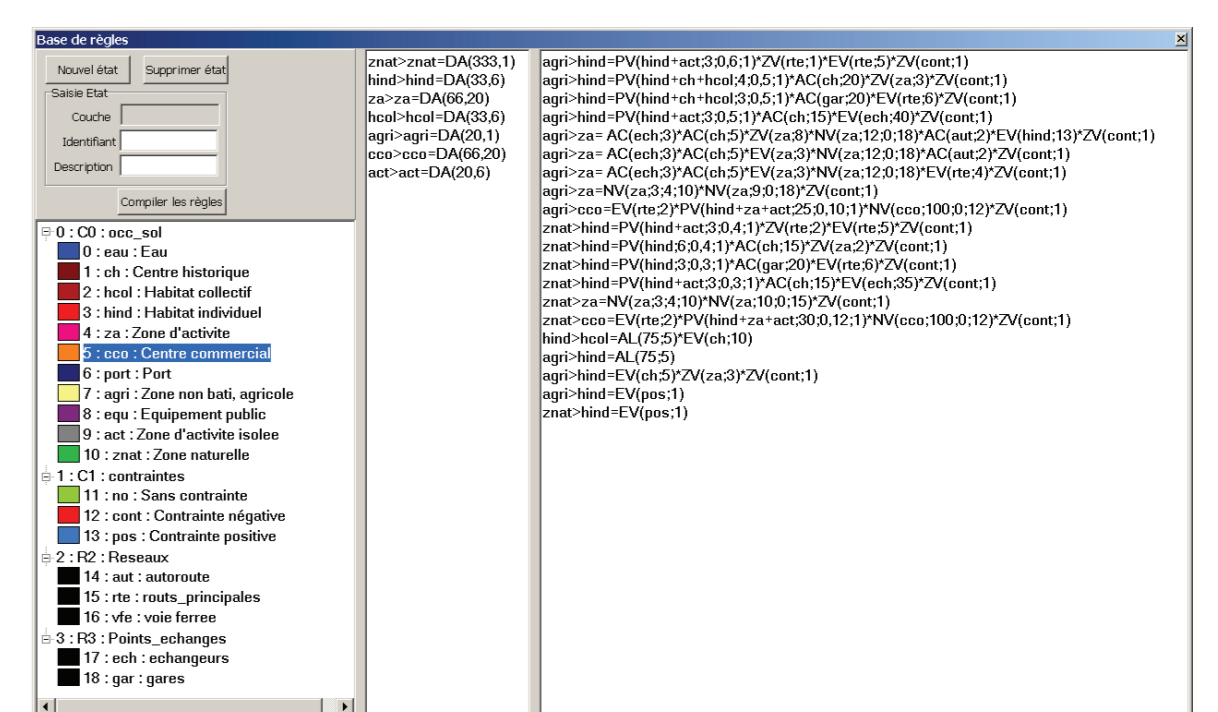 Base de règles
Nouvel état
Supprimer état
Saisie Etat
Couche
Identifiant
Description
Compiler les règles
0 : C0 : occ_sol
0 : eau : Eau
1 : ch : Centre historique
2 : hcol : Habitat collectif
3 : hind : Habitat individuel
4 : za : Zone d'activite
5 : cco : Centre commercial
6 : port : Port
7 : agri : Zone non bati, agricole
8 : equ : Equipement public
9 : act : Zone d'activite isolee
10 : znat : Zone naturelle
1 : C1 : contraintes
11 : no : Sans contrainte
12 : cont : Contrainte négative
13 : pos : Contrainte positive
2 : R2 : Reseaux
14 : aut : autoroute
15 : rte : routs_principales
16 : vfe : voie ferree
3 : R3 : Points_echanges
17 : ech : echangeurs
18 : gar : gares
znat>znat=DA(333,1)
hind>hind=DA(33,6)
za>za=DA(66,20)
hcol>hcol=DA(33,6)
agri>agri=DA(20,1)
cco>cco=DA(66,20)
act>act=DA(20,6)
agri>hind=PV(hind+act;3;0,6;1)*ZV(rte;1)*EV(rte;5)*ZV(cont;1)
agri>hind=PV(hind+ch+hcol;4;0,5;1)*AC(ch;20)*ZV(za;3)*ZV(cont;1)
agri>hind=PV(hind+ch+hcol;3;0,5;1)*AC(gar;20)*EV(rte;6)*ZV(cont;1)
agri>hind=PV(hind+act;3;0,5;1)*AC(ch;15)*EV(ech;40)*ZV(cont;1)
agri>za= AC(ech;3)*AC(ch;5)*ZV(za;8)*NV(za;12;0;18)*AC(aut;2)*EV(hind;13)*ZV(cont;1)
agri>za= AC(ech;3)*AC(ch;5)*EV(za;3)*NV(za;12;0;18)*AC(aut;2)*ZV(cont;1)
agri>za= AC(ech;3)*AC(ch;5)*EV(za;3)*NV(za;12;0;18)*EV(rte;4)*ZV(cont;1)
agri>za=NV(za;3;4;10)*NV(za;9;0;18)*ZV(cont;1)
agri>cco=EV(rte;2)*PV(hind+za+act;25;0,10;1)*NV(cco;100;0;12)*ZV(cont;1)
znat>hind=PV(hind+act;3;0,4;1)*ZV(rte;2)*EV(rte;5)*ZV(cont;1)
znat>hind=PV(hind;6;0,4;1)*AC(ch;15)*ZV(za;2)*ZV(cont;1)
znat>hind=PV(hind;3;0,3;1)*AC(gar;20)*EV(rte;6)*ZV(cont;1)
znat>hind=PV(hind+act;3;0,3;1)*AC(ch;15)*EV(ech;35)*ZV(cont;1)
znat>za=NV(za;3;4;10)*NV(za;10;0;15)*ZV(cont;1)
znat>cco=EV(rte;2)*PV(hind+za+act;30;0,12;1)*NV(cco;100;0;12)*ZV(cont;1)
hind>hcol=AL(75;5)*EV(ch;10)
agri>hind=AL(75;5)
agri>hind=EV(ch;5)*ZV(za;3)*ZV(cont;1)
agri>hind=EV(pos;1)
znat>hind=EV(pos;1)